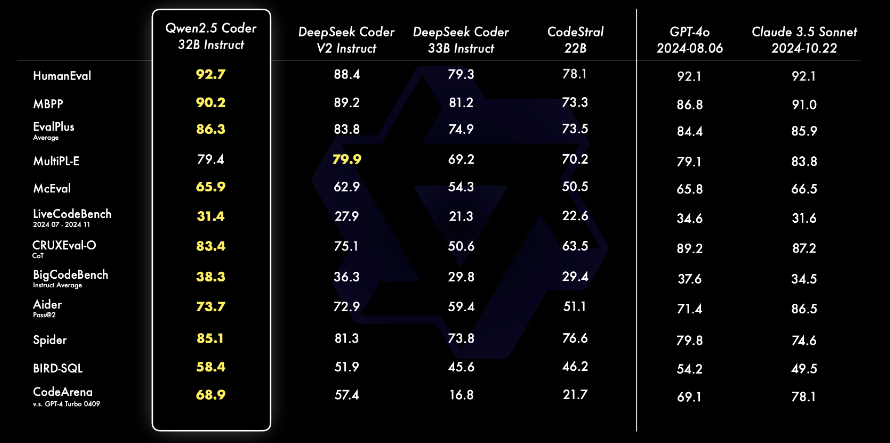 Qwen2.5 Coder DeepSeek Coder DeepSeek Coder CodeStral GPT-4o Claude 3.5 Sonnet
32B Instruct V2 Instruct 33B Instruct 22B 2024-08.06 2024-10.22
HumanEval 92.7 88.4 79.3 78.1 92.1 92.1
MBPP 90.2 89.2 81.2 73.3 86.8 91.0
EvalPlus 86.3 83.8 74.9 73.5 84.4 85.9
Average
MultiPL-E 79.4 79.9 69.2 70.2 79.1 83.8
McEval 65.9 62.9 54.3 50.5 65.8 66.5
LiveCodeBench 31.4 27.9 21.3 22.6 34.6 31.6
2024 07 - 2024 11
CRUXEval-O 83.4 75.1 50.6 63.5 89.2 87.2
CoT
BigCodeBench 38.3 36.3 29.8 29.4 37.6 34.5
Instruct Average
Aider 73.7 72.9 59.4 51.1 71.4 86.5
Pass@2
Spider 85.1 81.3 73.8 76.6 79.8 74.6
BIRD-SQL 58.4 51.9 45.6 46.2 54.2 49.5
CodeArena 68.9 57.4 16.8 21.7 69.1 78.1
v.s. GPT-4 Turbo 0409